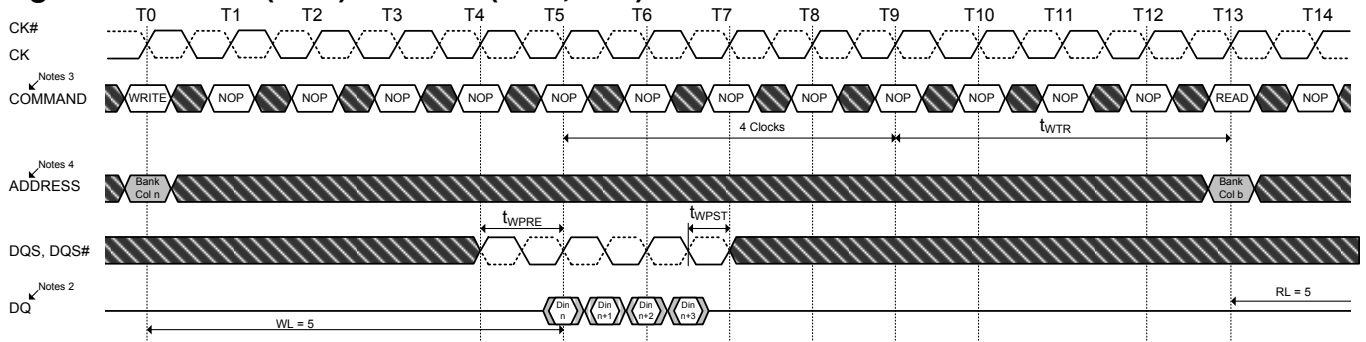 T0 T1 T2 T3 T4 T5 T6 T7 T8 T9 T10 T11 T12 T13 T14
CK#
CK
Notes 3
COMMAND WRITE NOP NOP NOP NOP NOP NOP NOP NOP NOP NOP NOP NOP READ NOP
4 Clocks tWTR
Notes 4
ADDRESS
Bank Bank
Col n Col b
tWPRE tWPST
DQS, DQS#
Notes 2
DQ
Din Din Din Din
n n+1 n+2 n+3
RL = 5
WL = 5